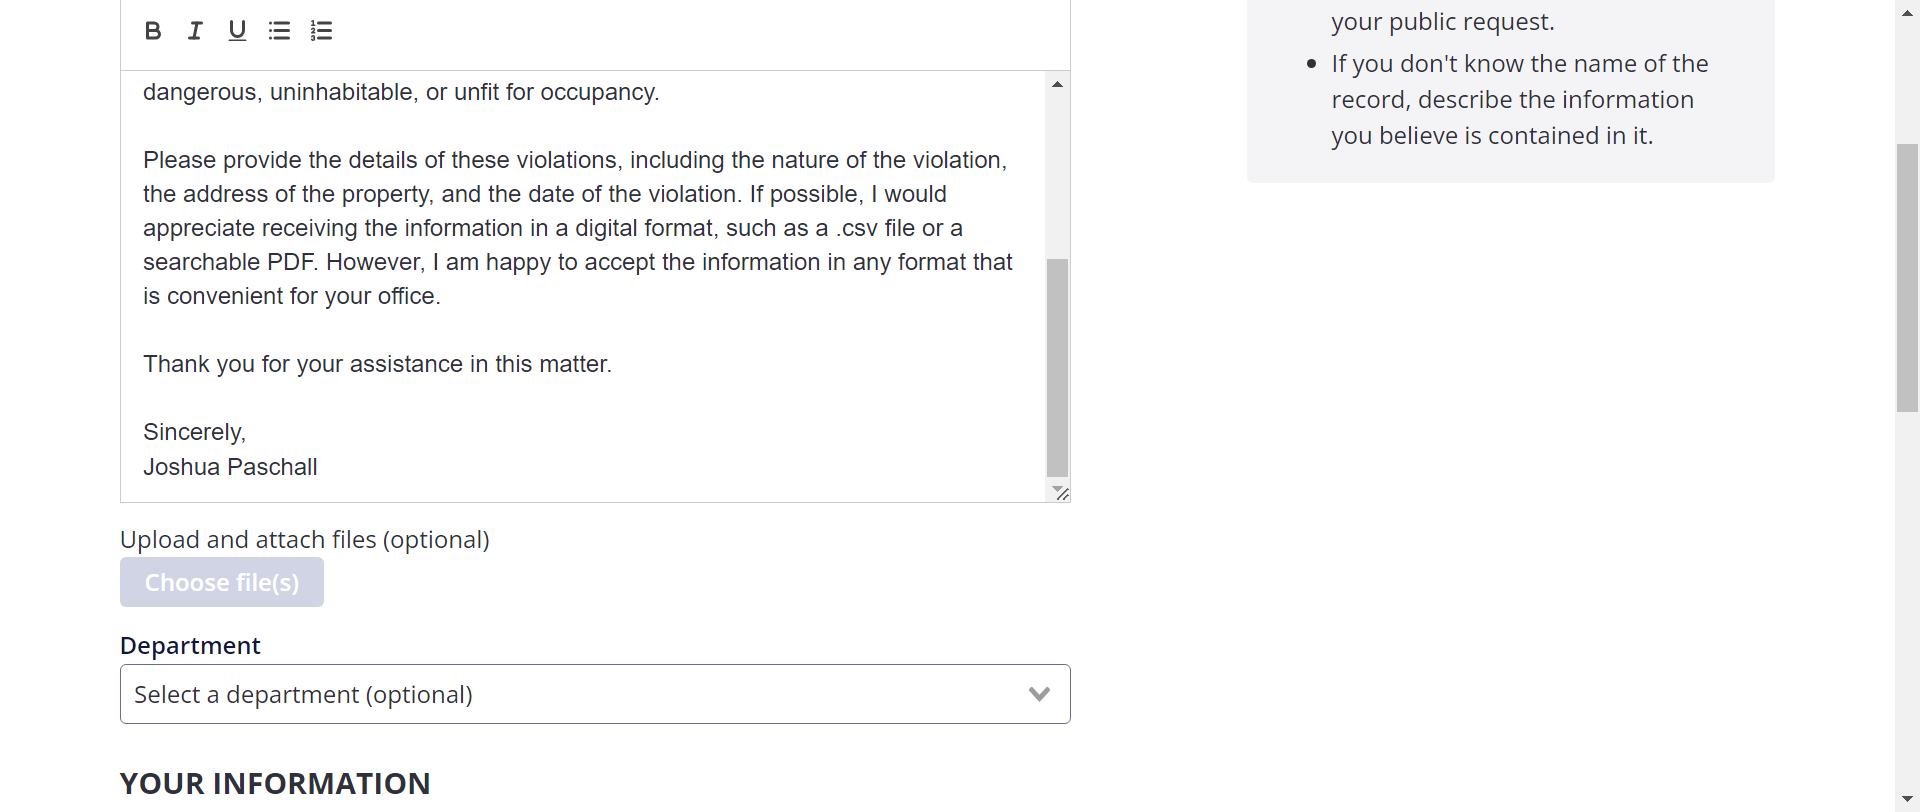 B I U
dangerous, uninhabitable, or unfit for occupancy.
Please provide the details of these violations, including the nature of the violation,
the address of the property, and the date of the violation. If possible, I would
appreciate receiving the information in a digital format, such as a .csv file or a
searchable PDF. However, I am happy to accept the information in any format that
is convenient for your office.
Thank you for your assistance in this matter.
Sincerely,
Joshua Paschall
Upload and attach files (optional)
Choose file(s)
Department
Select a department (optional)
YOUR INFORMATION
your public request.
• If you don't know the name of the
record, describe the information
you believe is contained in it.